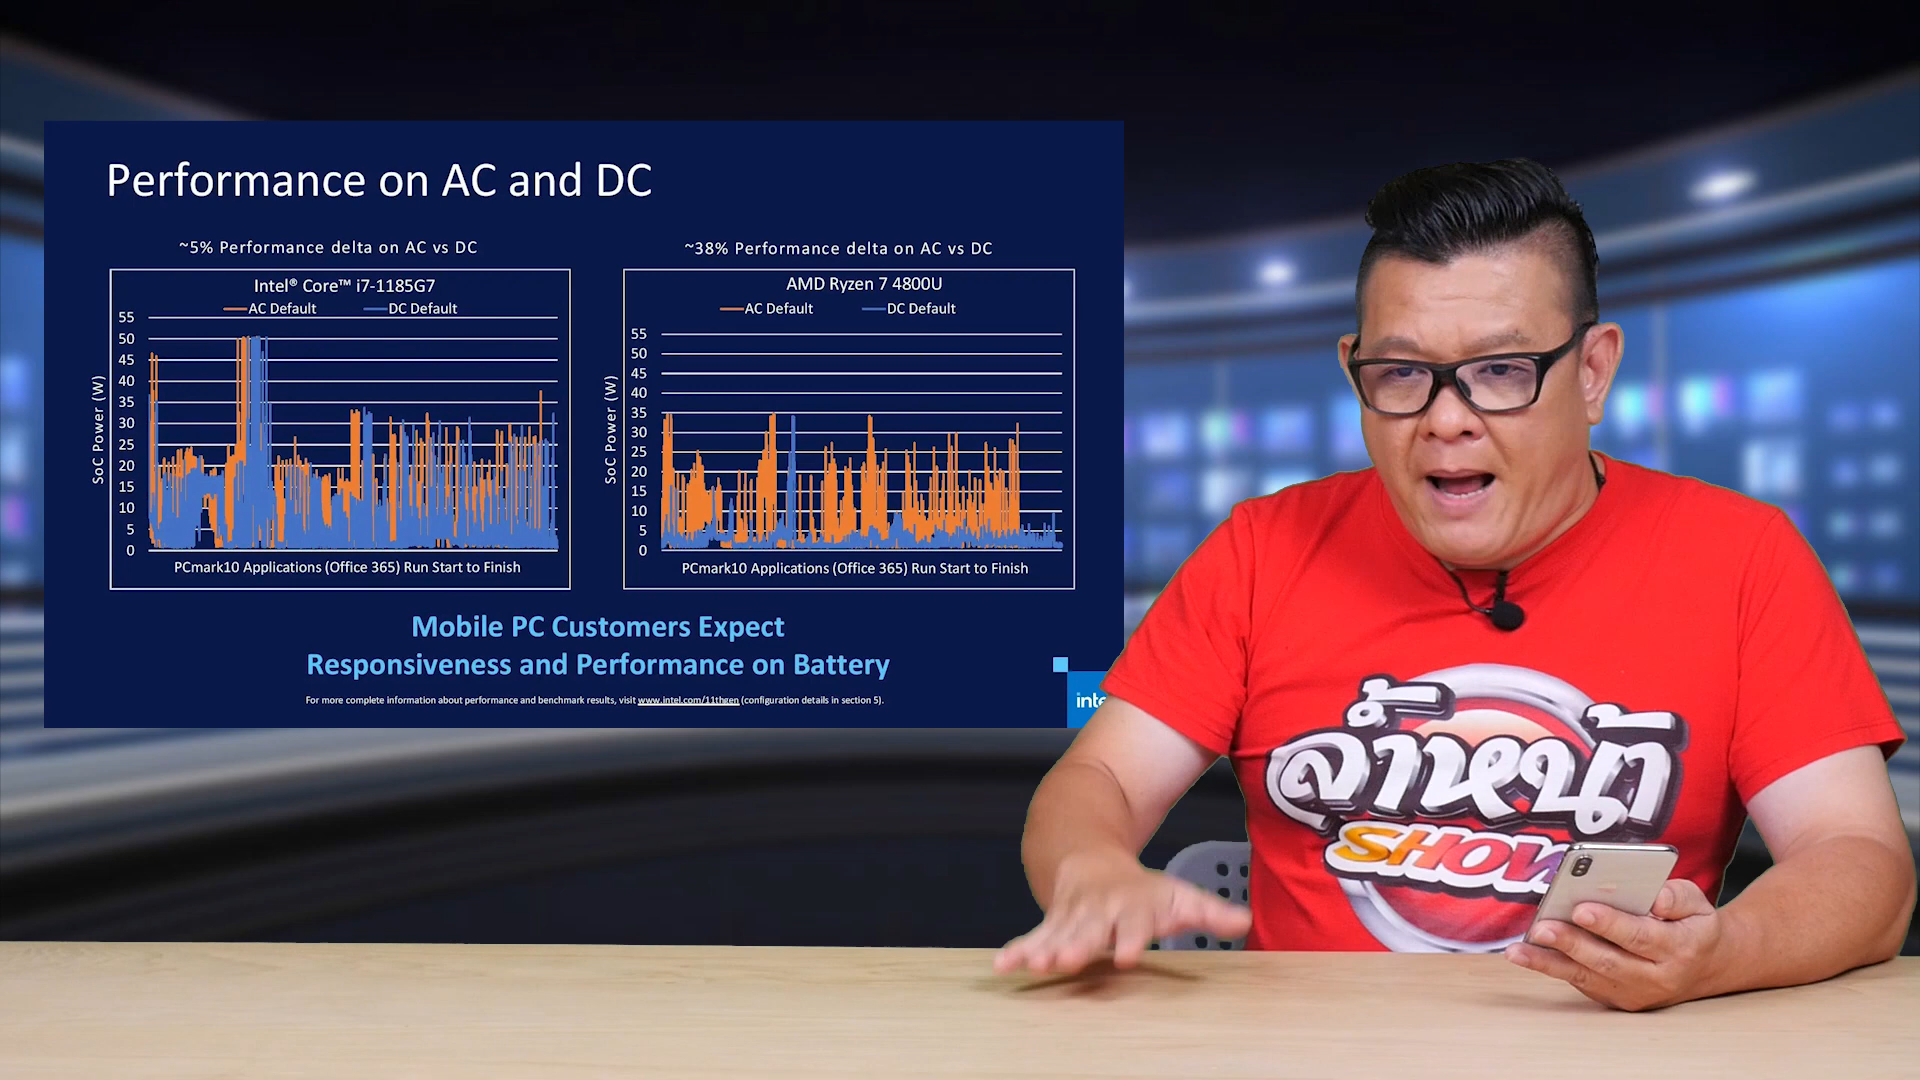 Performance on AC and DC
~5% Performance delta on AC vs DC
Intel® Core™ i7-1185G7
AC Default DC Default
55
50
45
40
35
30
25
20
15
10
5
0
SoC Power (W)
PCmark10 Applications (Office 365) Run Start to Finish
~38% Performance delta on AC vs DC
AMD Ryzen 7 4800U
AC Default DC Default
55
50
45
40
35
30
25
20
15
10
5
0
SoC Power (W)
PCmark10 Applications (Office 365) Run Start to Finish
Mobile PC Customers Expect
Responsiveness and Performance on Battery
For more complete information about performance and benchmark results, visit www.intel.com/11thgen (configuration details in section 5).
inte
ล้ำหน้า
SHOW